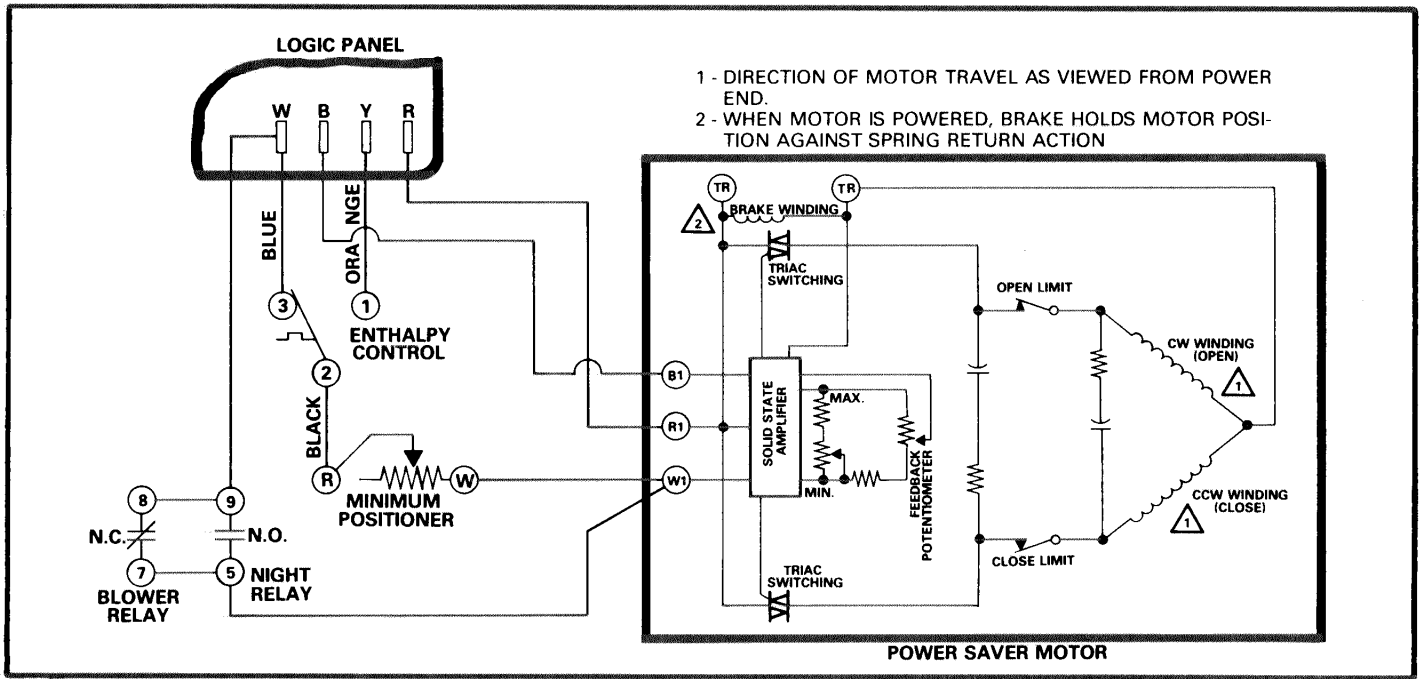 LOGIC PANEL
W B Y R
1 - DIRECTION OF MOTOR TRAVEL AS VIEWED FROM POWER
END.
2 - WHEN MOTOR IS POWERED, BRAKE HOLDS MOTOR POSI-
TION AGAINST SPRING RETURN ACTION
BLUE
ORA NGE
3
1
ENTHALPY
CONTROL
2
BLACK
R
W
MINIMUM
POSITIONER
8
9
N.C.
N.O.
7
5
BLOWER
RELAY
NIGHT
RELAY
TR
TR
2
BRAKE WINDING
TRIAC
SWITCHING
OPEN LIMIT
CW WINDING
(OPEN)
1
B1
R1
W1
SOLID STATE
AMPLIFIER
MAX.
MIN.
FEEDBACK
POTENTIOMETER
CCW WINDING
(CLOSE)
1
CLOSE LIMIT
TRIAC
SWITCHING
POWER SAVER MOTOR